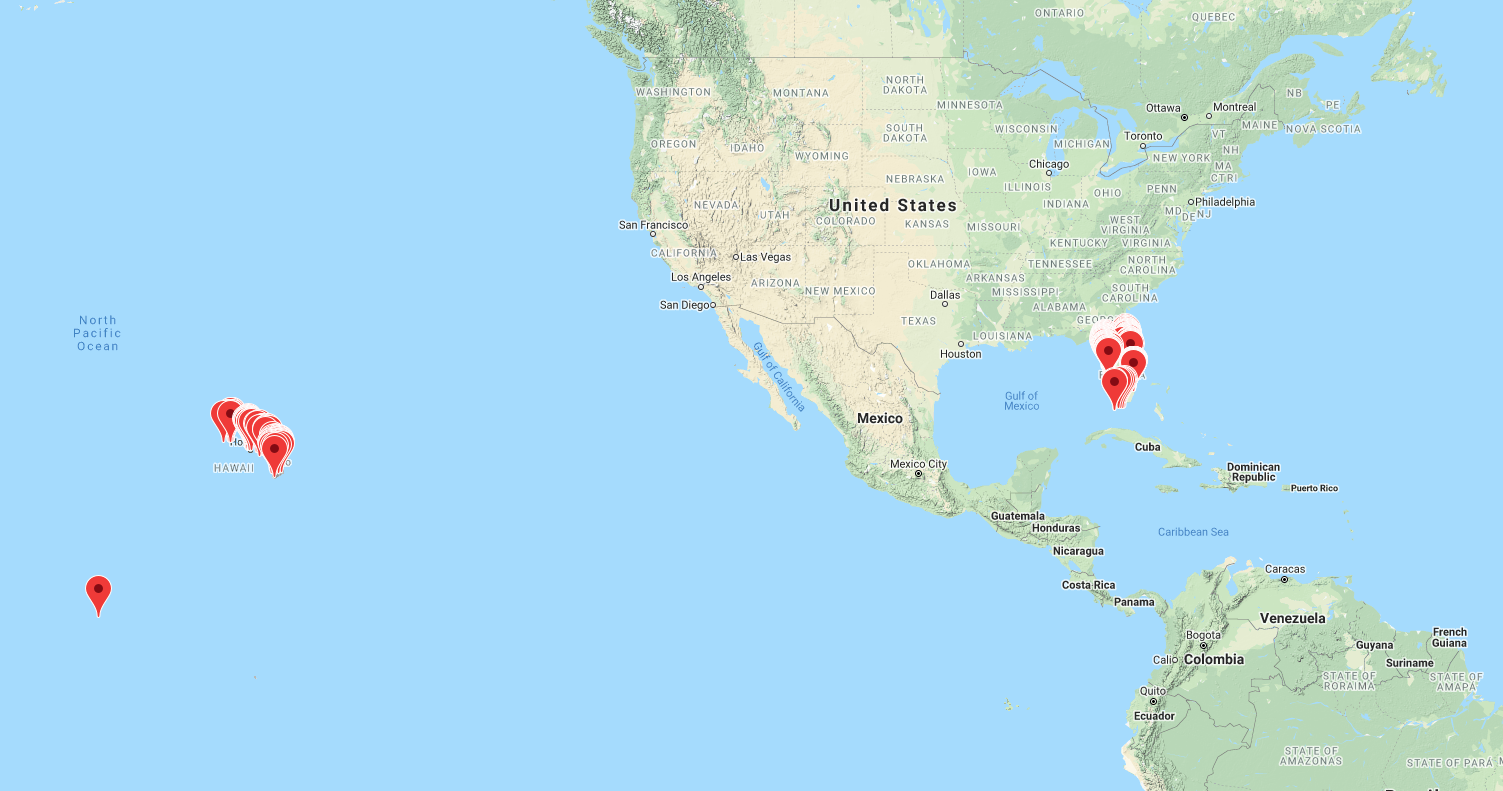 ONTARIO
QUEBEC
WASHINGTON
MONTANA
NORTH
DAKOTA
MINNESOTA
Ottawa
Montreal
NB
PE
MAINE
NOVA SCOTIA
OREGON
IDAHO
SOUTH
DAKOTA
WISCONSIN
MICHIGAN
Toronto
VT
NH
WYOMING
Chicago
NEW YORK
MA
CT
RI
NEBRASKA
IOWA
ILLINOIS
OHIO
PENN
NEVADA
United States
INDIANA
Philadelphia
MD
DE
NJ
UTAH
COLORADO
KANSAS
MISSOURI
WEST
VIRGINIA
San Francisco
KENTUCKY
VIRGINIA
CALIFORNIA
Las Vegas
OKLAHOMA
TENNESSEE
NORTH
CAROLINA
Los Angeles
ARIZONA
NEW MEXICO
ARKANSAS
MISSISSIPPI
SOUTH
CAROLINA
San Diego
Dallas
ALABAMA
TEXAS
LOUISIANA
Houston
North
Pacific
Ocean
Gulf of California
Gulf of
Mexico
Mexico
Cuba
HAWAII
Mexico City
Dominican
Republic
Puerto Rico
Guatemala
Honduras
Caribbean Sea
Nicaragua
Caracas
Costa Rica
Panama
Venezuela
Bogota
Guyana
French
Guiana
Cali
Colombia
Suriname
STATE OF
RORAIMA
STATE OF
AMAPÁ
Quito
Ecuador
STATE OF
AMAZONAS
STATE OF PARÁ